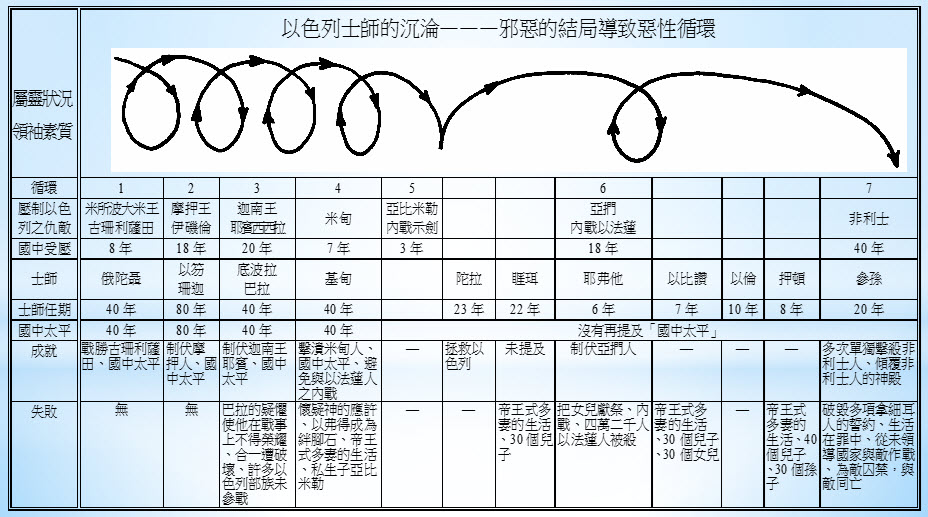 以色列士師的沉淪———邪惡的結局導致惡性循環
屬靈狀況
領袖素質
循環 1 2 3 4 5 6 7
壓制以色 米所波大米王 摩押王 迦南王 米甸 亞比米勒 亞捫 非利士
列之仇敵 古珊利薩田 伊磯倫 耶賓西西拉 內戰示劍 內戰以法蓮
國中受壓 8 年 18 年 20 年 7 年 3 年 18 年 40 年
士師 俄陀聶 以笏 底波拉 基甸 — 陀拉 睚珥 耶弗他 以比讚 以倫 押頓 參孫
珊迦 巴拉
士師任期 40 年 80 年 40 年 40 年 23 年 22 年 6 年 7 年 10 年 8 年 20 年
國中太平 40 年 80 年 40 年 40 年 沒有再提及「國中太平」
成就 戰勝古珊利薩 制伏摩 制伏迦南王 擊潰米甸人、 — 拯救以 未提及 制伏亞捫人 — — — 多次單獨擊殺非
田、國中太平 押人、國 耶賓、國中 國中太平、避 色列 利士人、傾覆非
中太平 太平 免與以法蓮人 利士人的神殿
之內戰
失敗 無 無 巴拉的疑懼 懷疑神的應許 — — 帝王式多 把女兒獻祭、內 帝王式多 — 帝王式 破毀多項拿細耳
使他在戰事 、以弗得成為 妻的生活 戰、四萬二千人 妻的生活 多妻的 人的誓約、生活
上不得榮耀 絆腳石、帝王 、30 個兒 以法蓮人被殺 、30 個兒子 生活、40 在罪中、從未領
、合一遭破 式多妻的生活 子 、30 個女兒 個兒子 導國家與敵作戰
壞、許多以 、私生子亞比 、30 個孫 、為敵囚禁，與
色列部族未 米勒 子 敵同亡
參戰